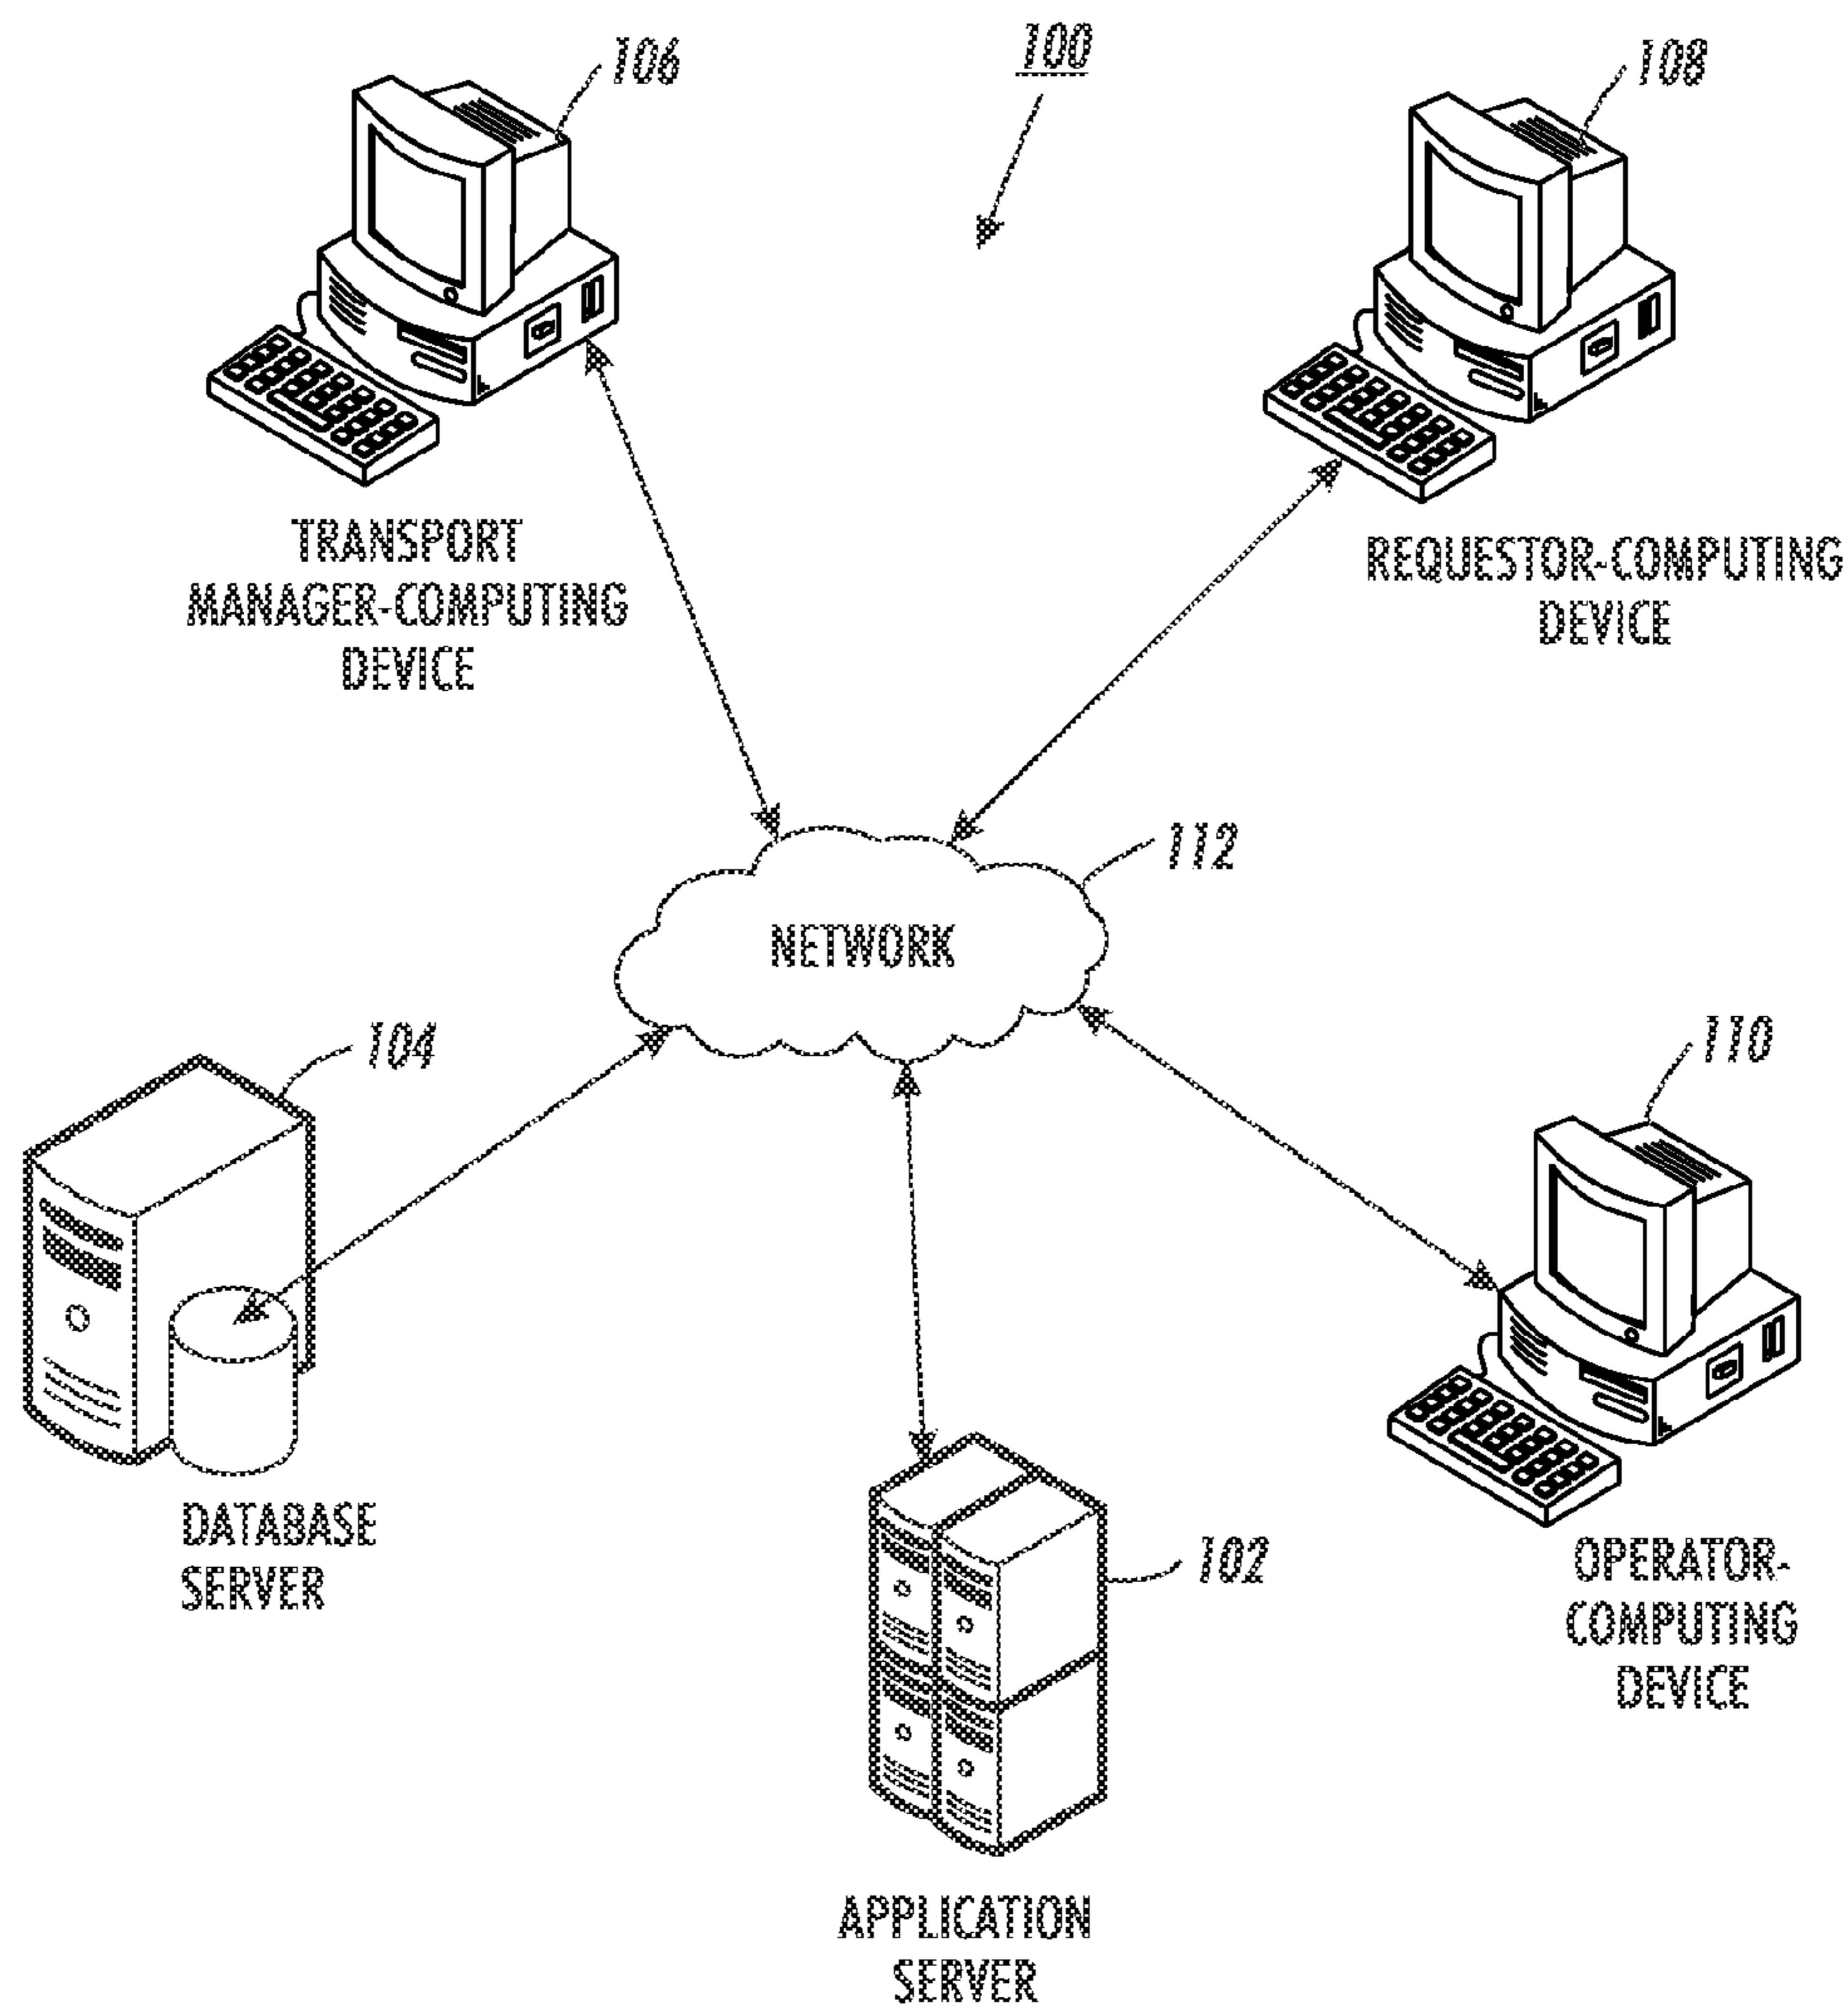 106
100
108
TRANSPORT
MANAGER-COMPUTING
DEVICE
REQUESTOR-COMPUTING
DEVICE
112
NETWORK
104
110
DATABASE
SERVER
102
OPERATOR-
COMPUTING
DEVICE
APPLICATION
SERVER